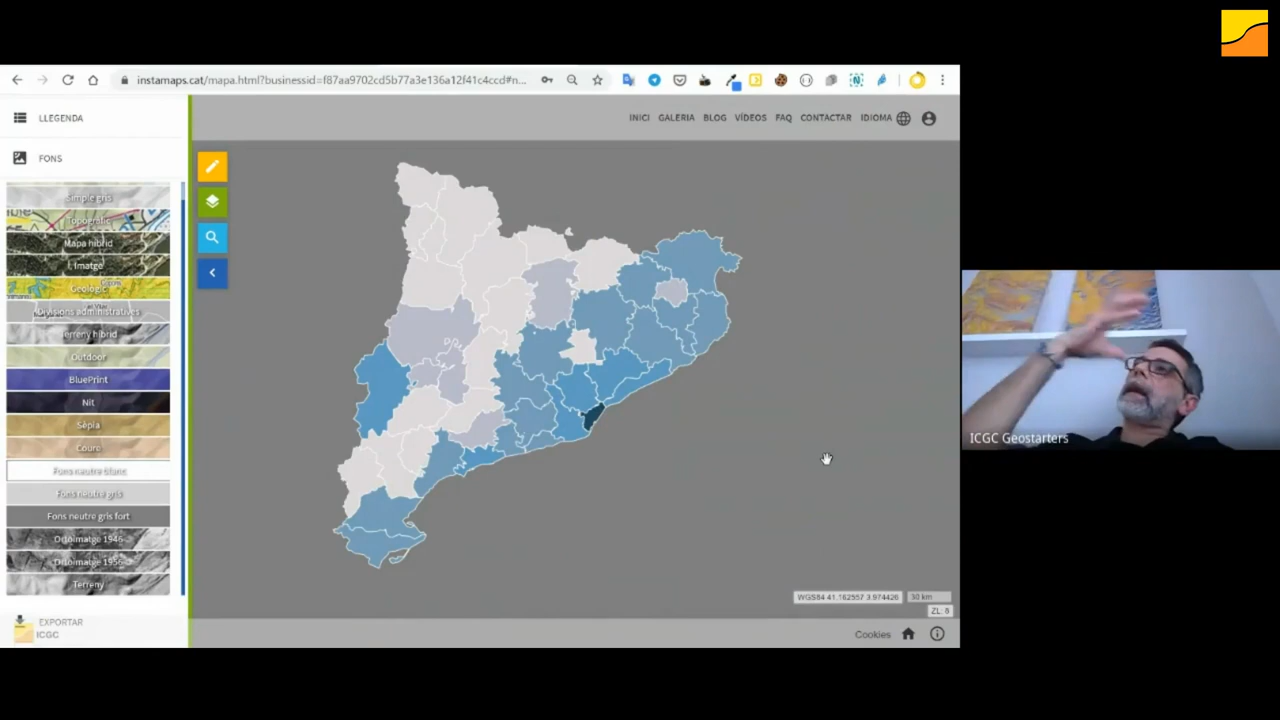 instamaps.cat/mapa.html?businessid=f87aa9702cd5b77a3e136a12f41c4ccd#n...
LLEGENDA
INICI GALERIA BLOG VÍDEOS FAQ CONTACTAR IDIOMA
FONS
Simple gris
Topogràfic
Mapa híbrid
Imatge
Geològic
Divisions administratives
Terreny híbrid
Outdoor
BluePrint
Nit
Sèpia
Coure
Fons neutre blanc
Fons neutre gris
Fons neutre gris fort
Ortoimatge 1946
Ortoimatge 1956
Terreny
ICGC Geostarters
WGS84 41.162557 3.974426
30 km
ZL: 8
EXPORTAR
ICGC
Cookies